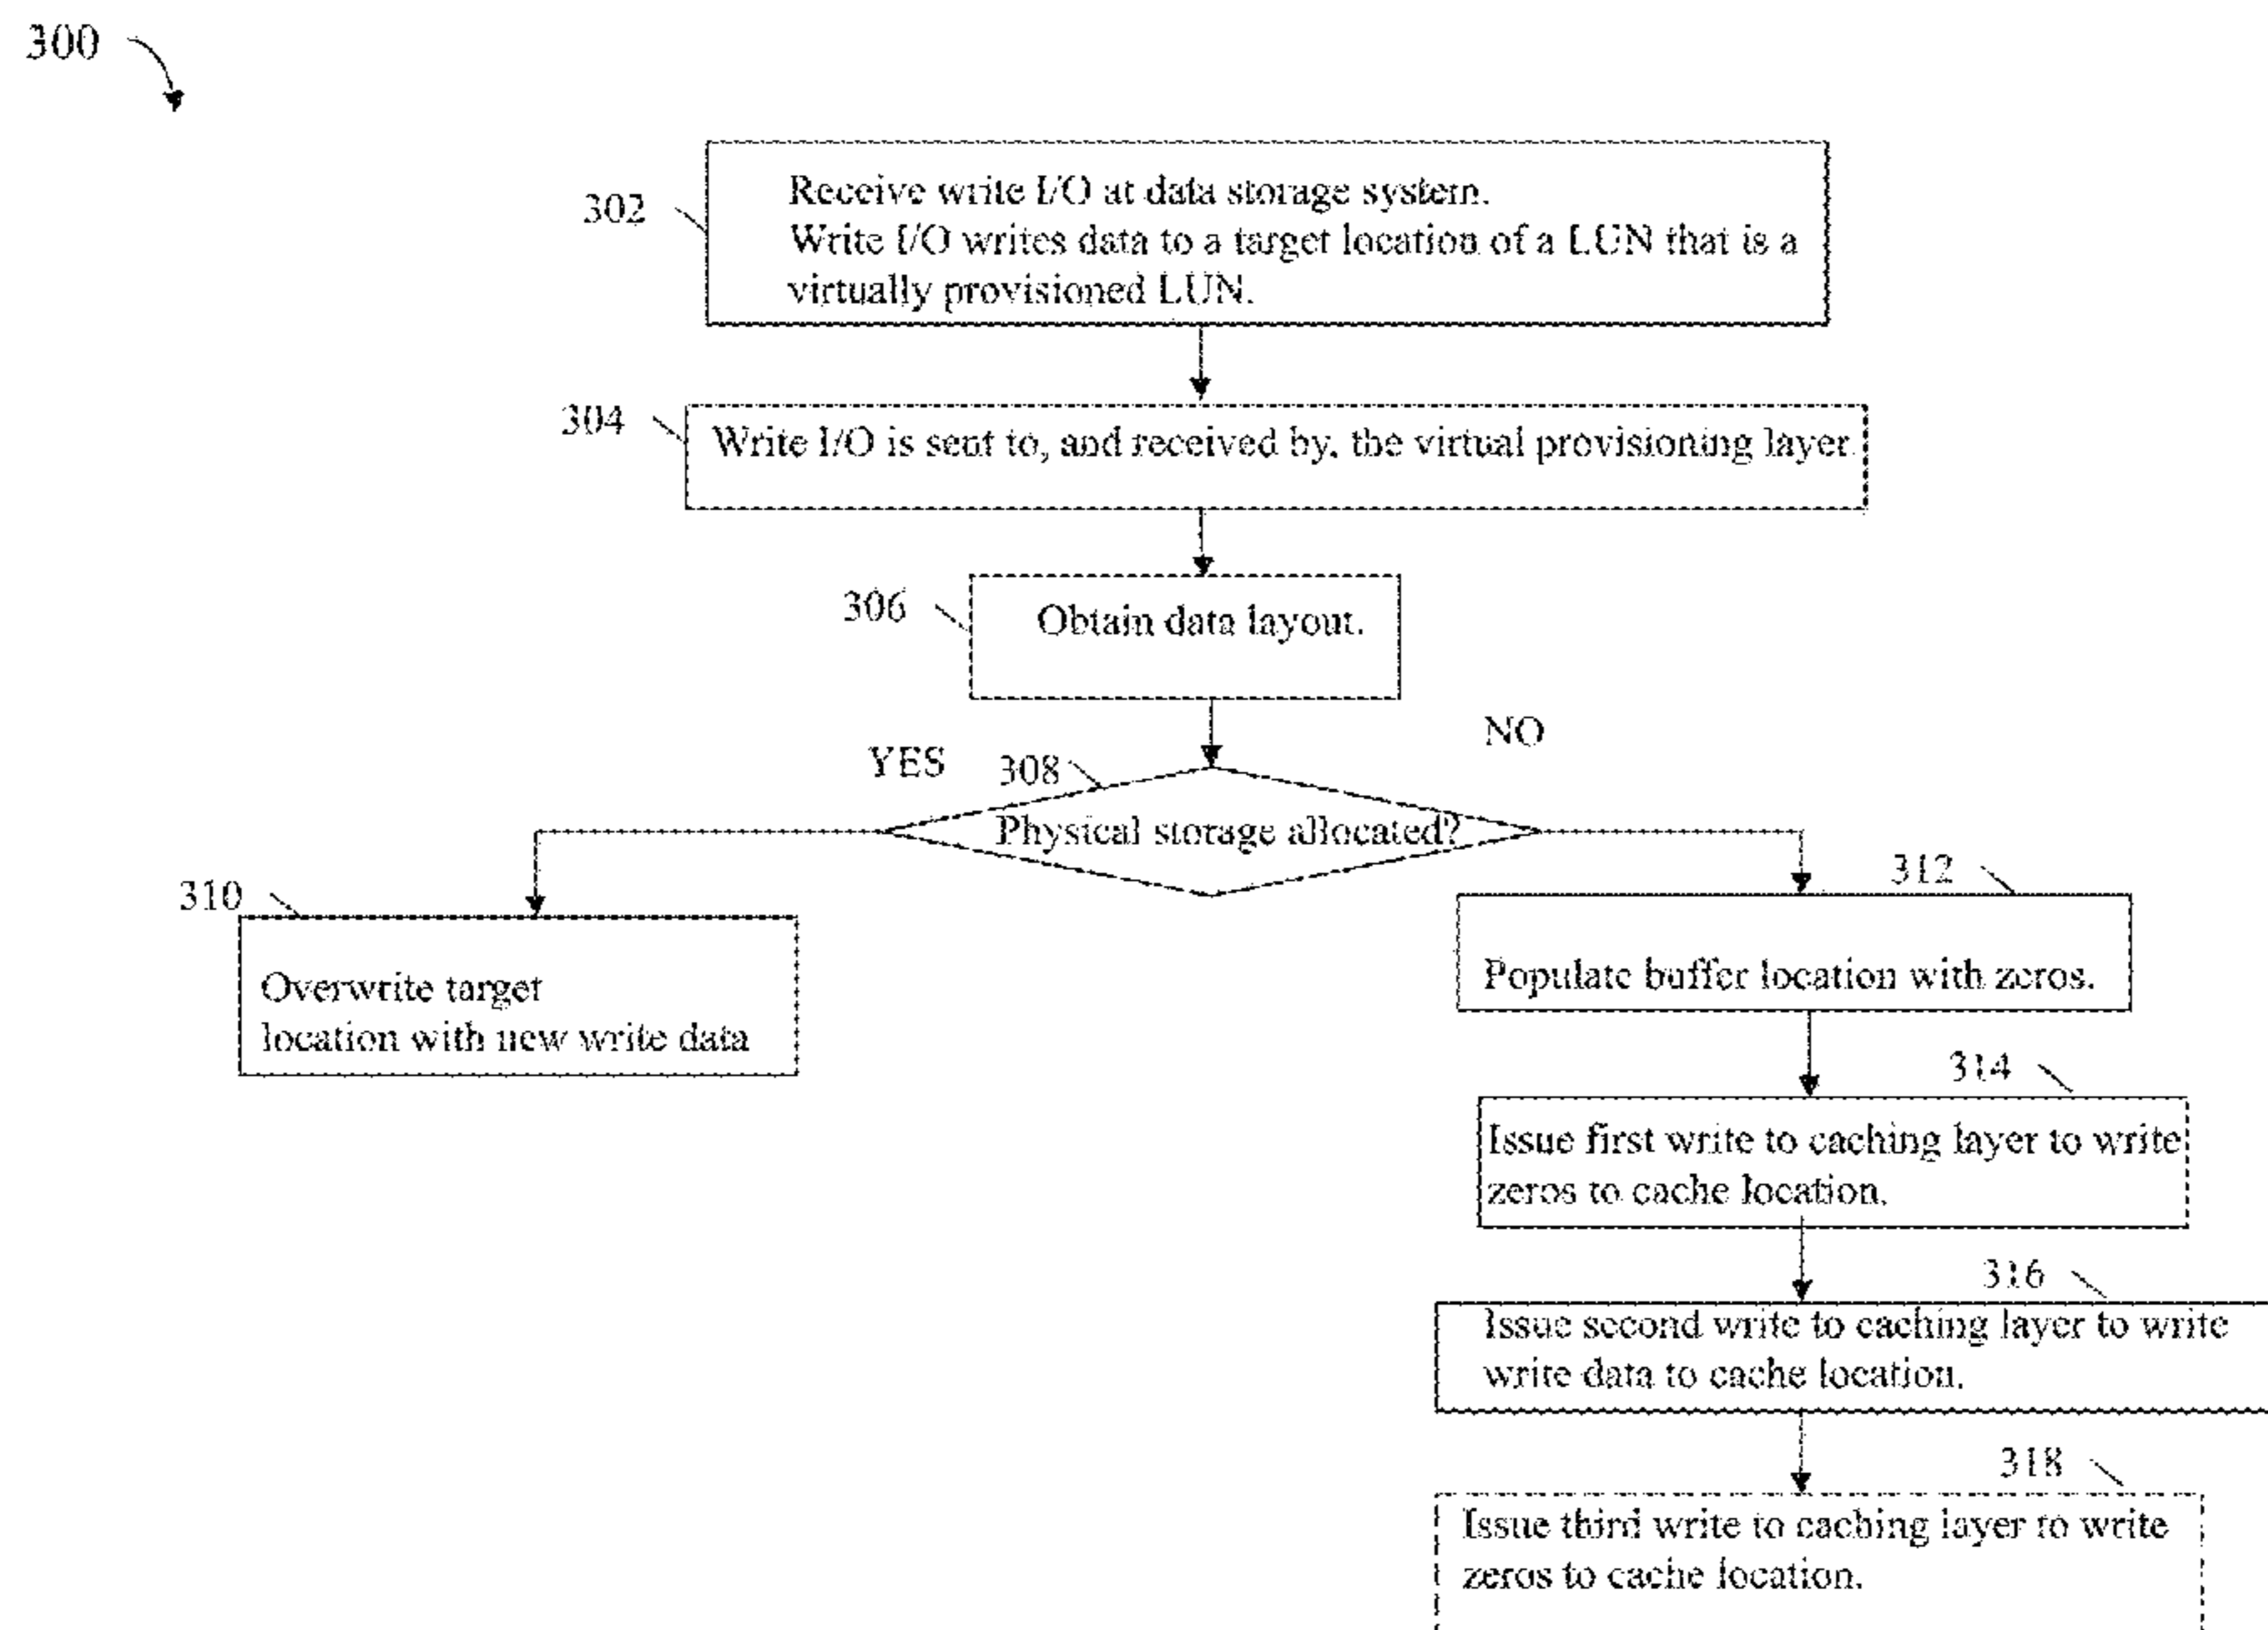 300
302
Receive write I/O at data storage system.
Write I/O writes data to a target location of a LUN that is a
virtually provisioned LUN.
304
Write I/O is sent to, and received by, the virtual provisioning layer.
306
Obtain data layout.
NO
YES
308
Physical storage allocated?
312
310
Populate buffer location with zeros.
Overwrite target
location with new write data
314
Issue first write to caching layer to write
zeros to cache location.
316
Issue second write to caching layer to write
write data to cache location.
318
Issue third write to caching layer to write
zeros to cache location.